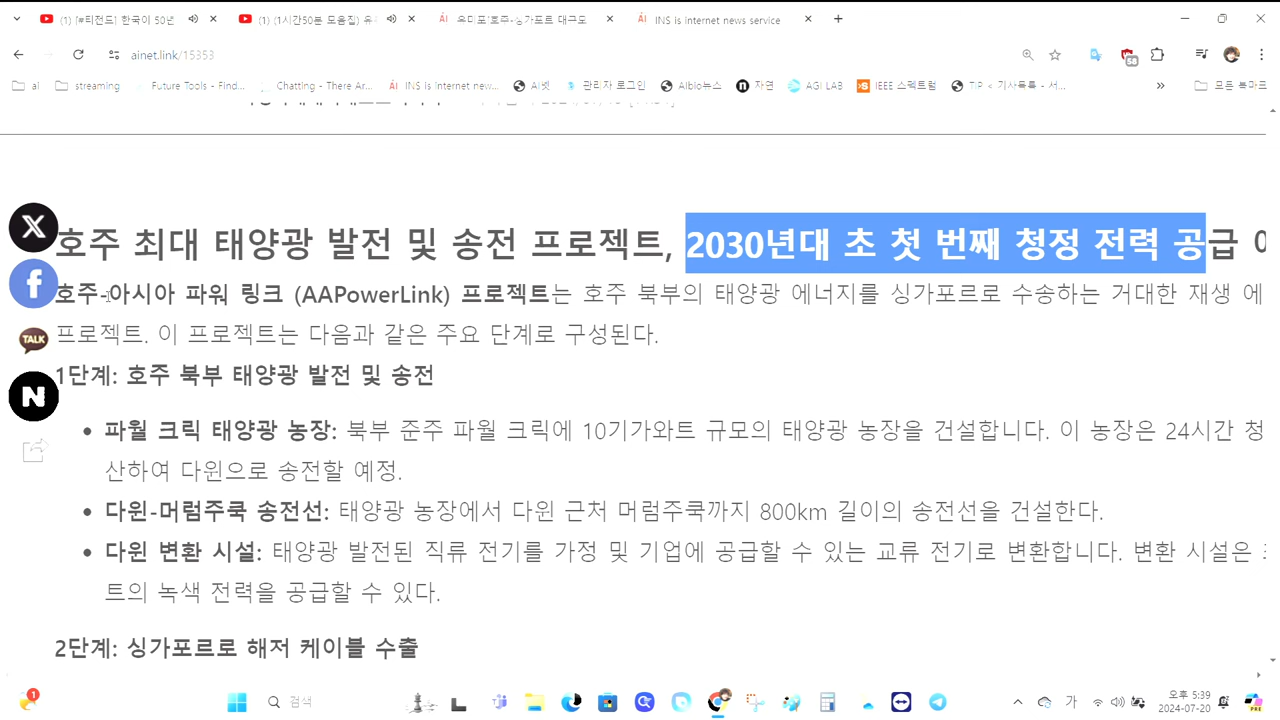 (1) [#티전드] 한국이 50년
(1) (1시간50분 모음집) 유
INS is Internet news service
ainet.link/15353
56
ai
streaming
Future Tools - Find...
Chatting - There Ar...
INS is Internet new...
AI넷
관리자 로그인
Albio뉴스
자연
AGI LAB
IEEE 스펙트럼
TIP < 기사목록 - 서...
모든 북마크
호주 최대 태양광 발전 및 송전 프로젝트, 2030년대 초 첫 번째 청정 전력 공급
호주-아시아 파워 링크 (AAPowerLink) 프로젝트는 호주 북부의 태양광 에너지를 싱가포르로 수송하는 거대한 재생 에
프로젝트. 이 프로젝트는 다음과 같은 주요 단계로 구성된다.
TALK
1단계: 호주 북부 태양광 발전 및 송전
파월 크릭 태양광 농장: 북부 준주 파월 크릭에 10기가와트 규모의 태양광 농장을 건설합니다. 이 농장은 24시간 청
산하여 다윈으로 송전할 예정.
다윈-머럼주쿡 송전선: 태양광 농장에서 다윈 근처 머럼주쿡까지 800km 길이의 송전선을 건설한다.
다윈 변환 시설: 태양광 발전된 직류 전기를 가정 및 기업에 공급할 수 있는 교류 전기로 변환합니다. 변환 시설은
트의 녹색 전력을 공급할 수 있다.
2단계: 싱가포르로 해저 케이블 수출
1
검색
가
오후 5:39
2024-07-20
PRE